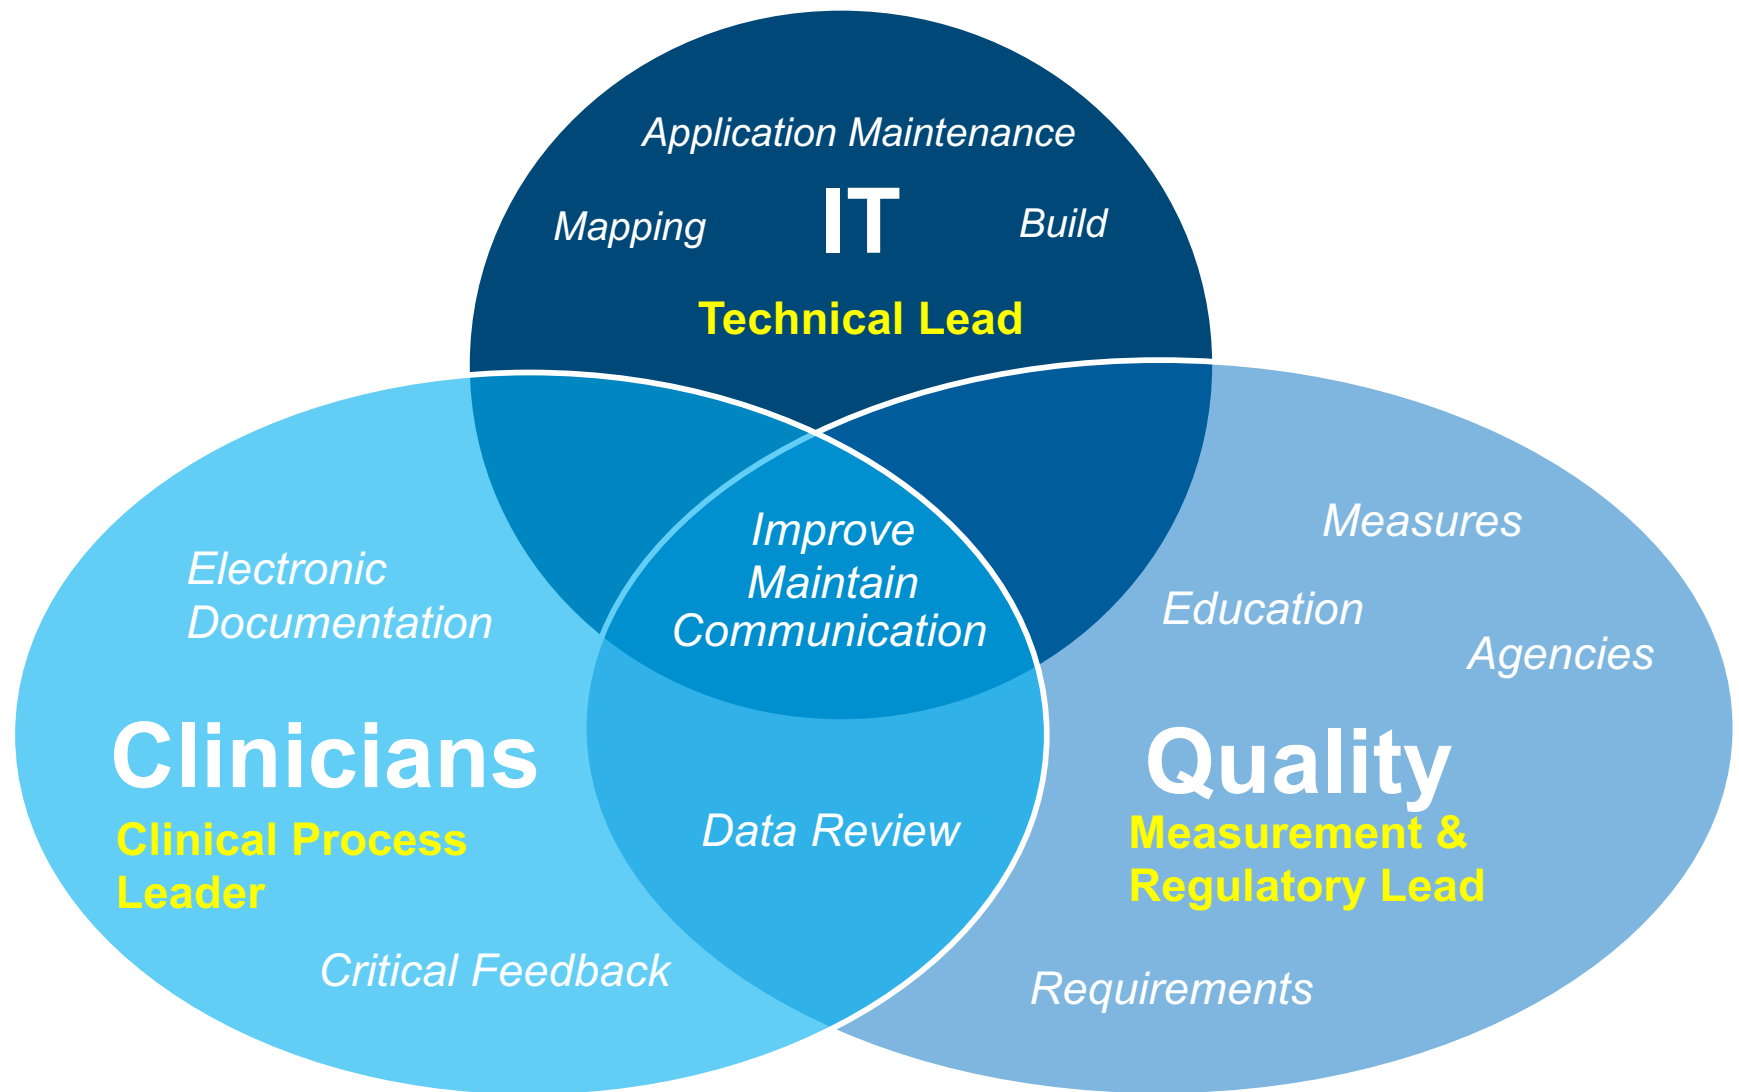 Application Maintenance
Mapping
IT
Build
Technical Lead
Improve
Maintain
Communication
Electronic
Documentation
Clinicians
Clinical Process
Leader
Critical Feedback
Data Review
Measures
Education
Agencies
Quality
Measurement &
Regulatory Lead
Requirements